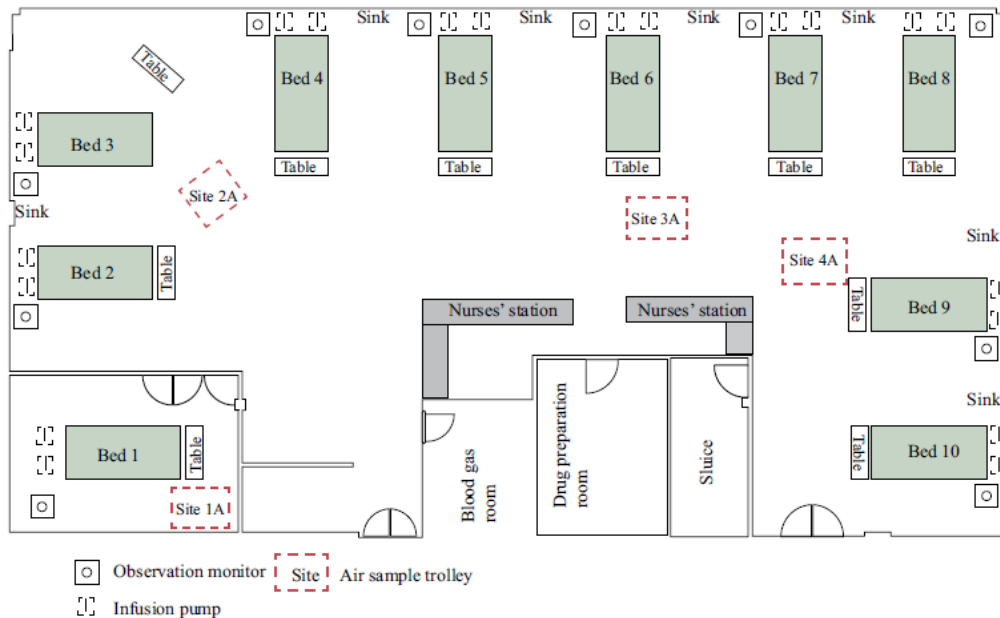 Sink
Sink
Sink
Sink
Table
Bed 4
Bed 5
Bed 6
Bed 7
Bed 8
Bed 3
Table
Table
Table
Table
Table
Site 2A
Sink
Site 3A
Sink
Bed 2
Table
Site 4A
Nurses' station
Nurses' station
Table
Bed 9
Sink
Bed 1
Table
Blood gas
room
Drug preparation
room
Sluice
Table
Bed 10
Site 1A
Observation monitor
Site
Air sample trolley
Infusion pump